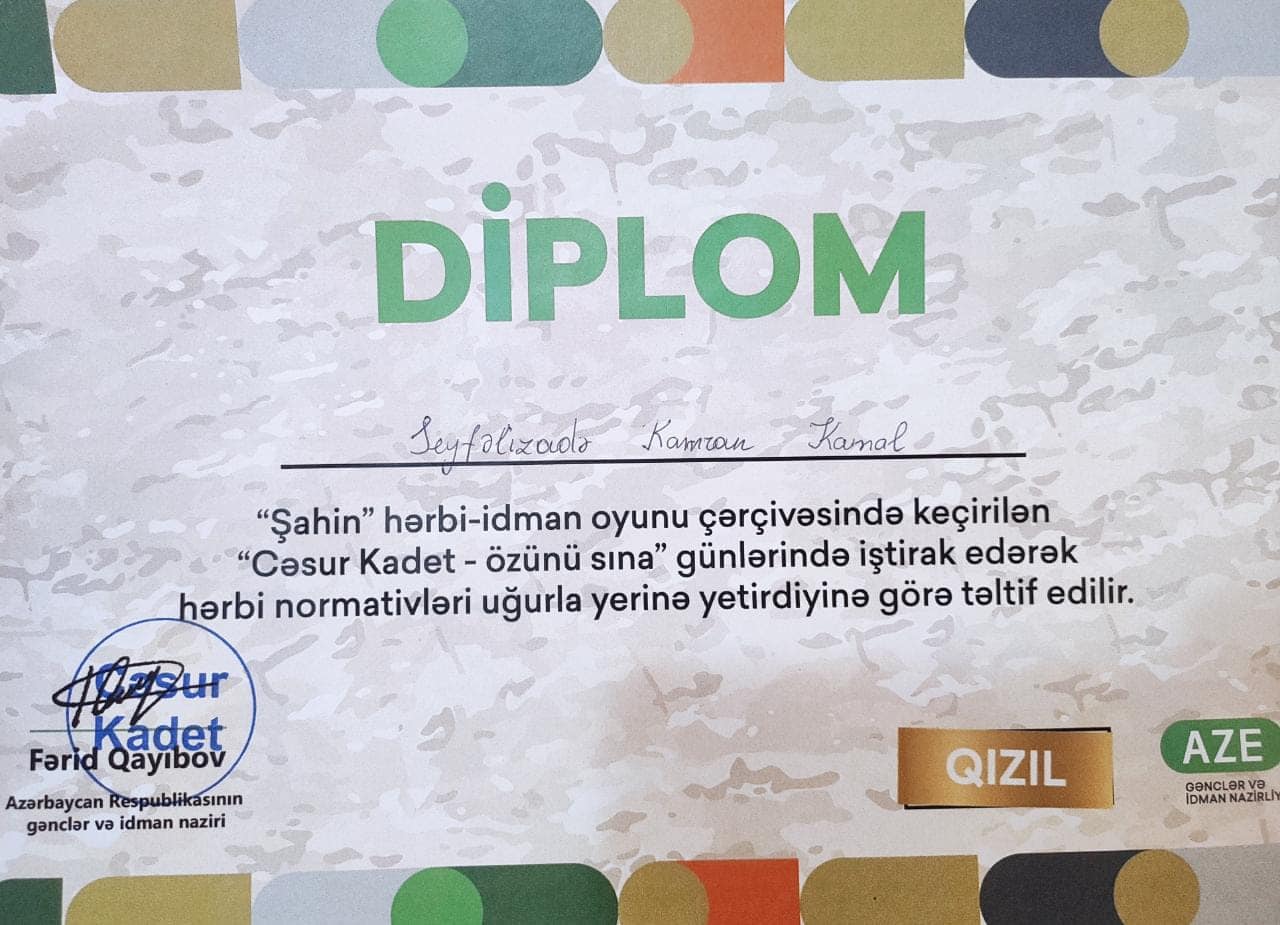 DİPLOM
Seyfəlizadə Kamran Kamal
“Şahin” hərbi-idman oyunu çərçivəsində keçirilən
“Cəsur Kadet - özünü sına” günlərində iştirak edərək
hərbi normativləri uğurla yerinə yetirdiyinə görə təltif edilir.
Cəsur
Kadet
Fərid Qayıbov
Azərbaycan Respublikasının
gənclər və idman naziri
QIZIL
AZE
GƏNCLƏR VƏ
İDMAN NAZİRLİY